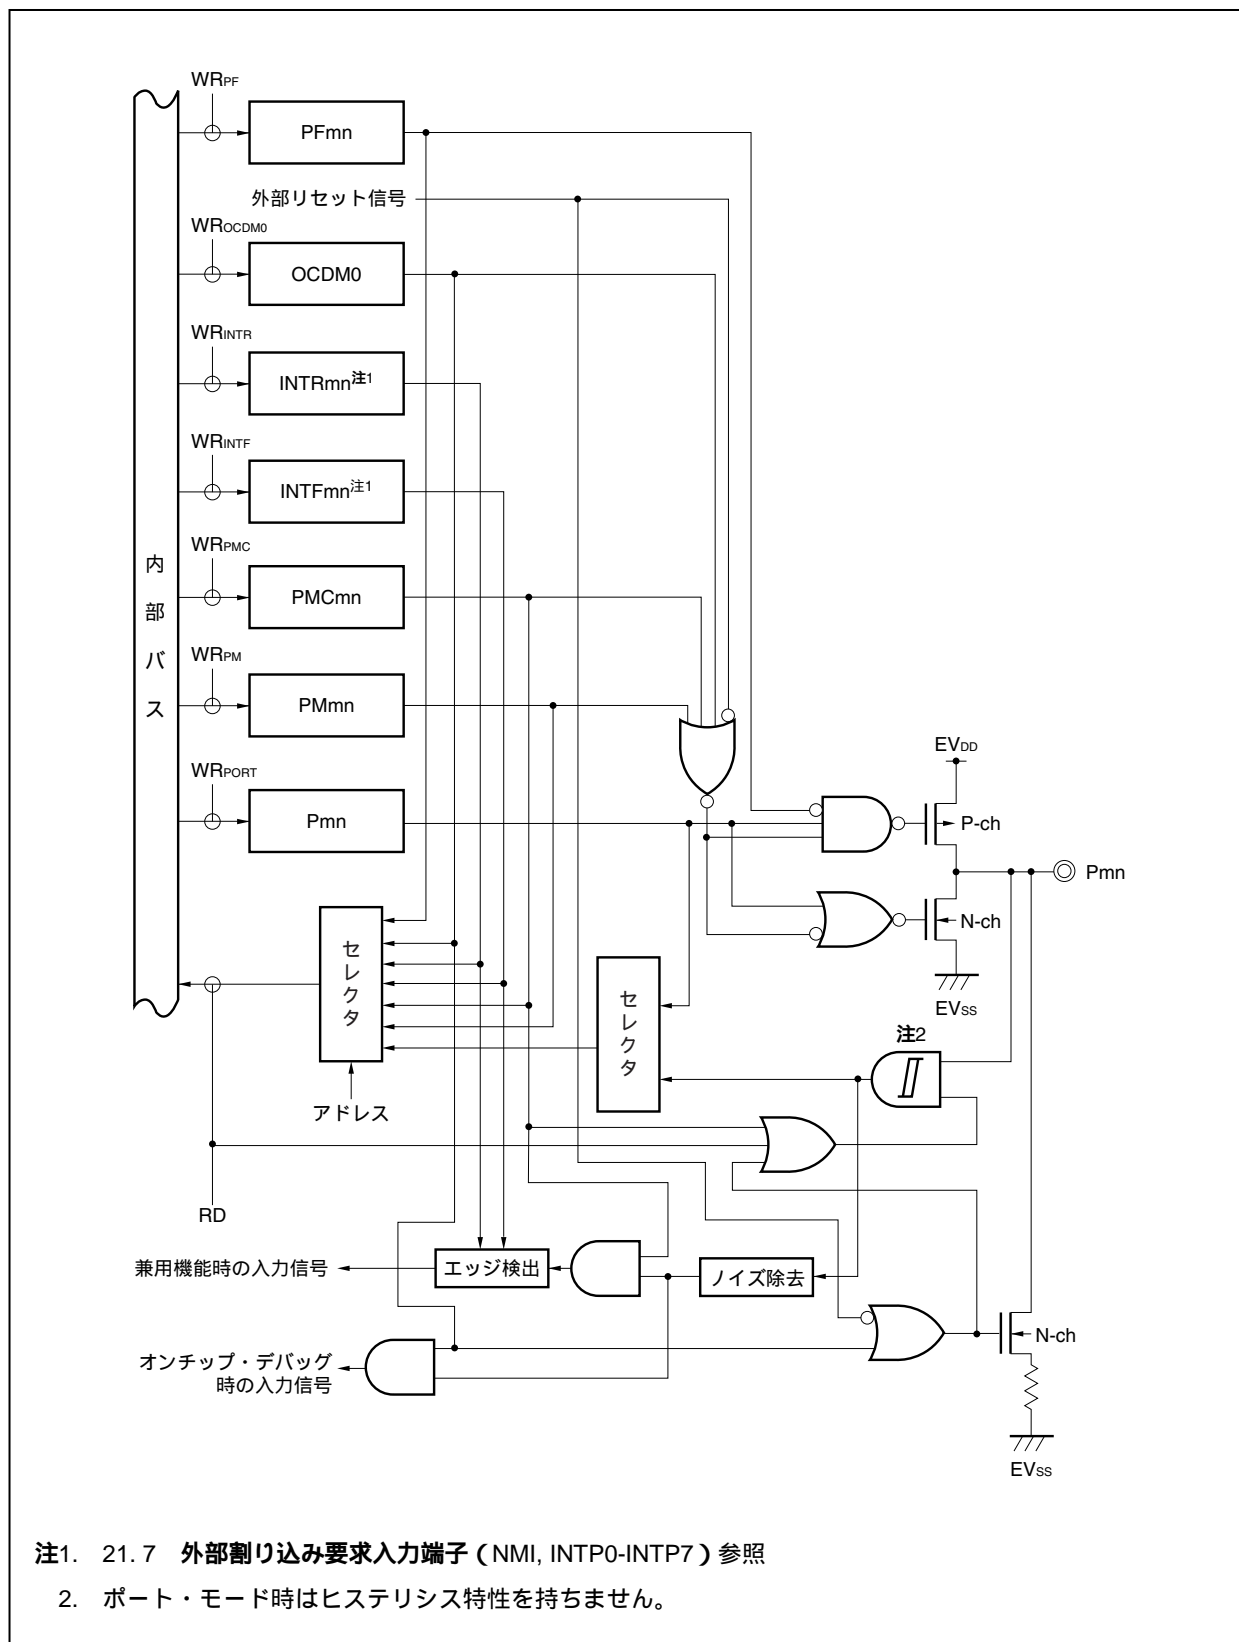 WRPF
PFmn
外部リセット信号
WROCDM0
OCDM0
WRINTR
INTRmn注1
WRINTF
INTFmn注1
WRPMC
PMCmn
内部バス
WRPM
PMmn
WRPORT
Pmn
EVDD
P-ch
Pmn
N-ch
EVSS
セレクタ
セレクタ
注2
アドレス
RD
兼用機能時の入力信号
エッジ検出
ノイズ除去
N-ch
オンチップ・デバッグ
時の入力信号
EVSS
注1. 21. 7 外部割り込み要求入力端子（NMI, INTP0-INTP7）参照
2. ポート・モード時はヒステリシス特性を持ちません。